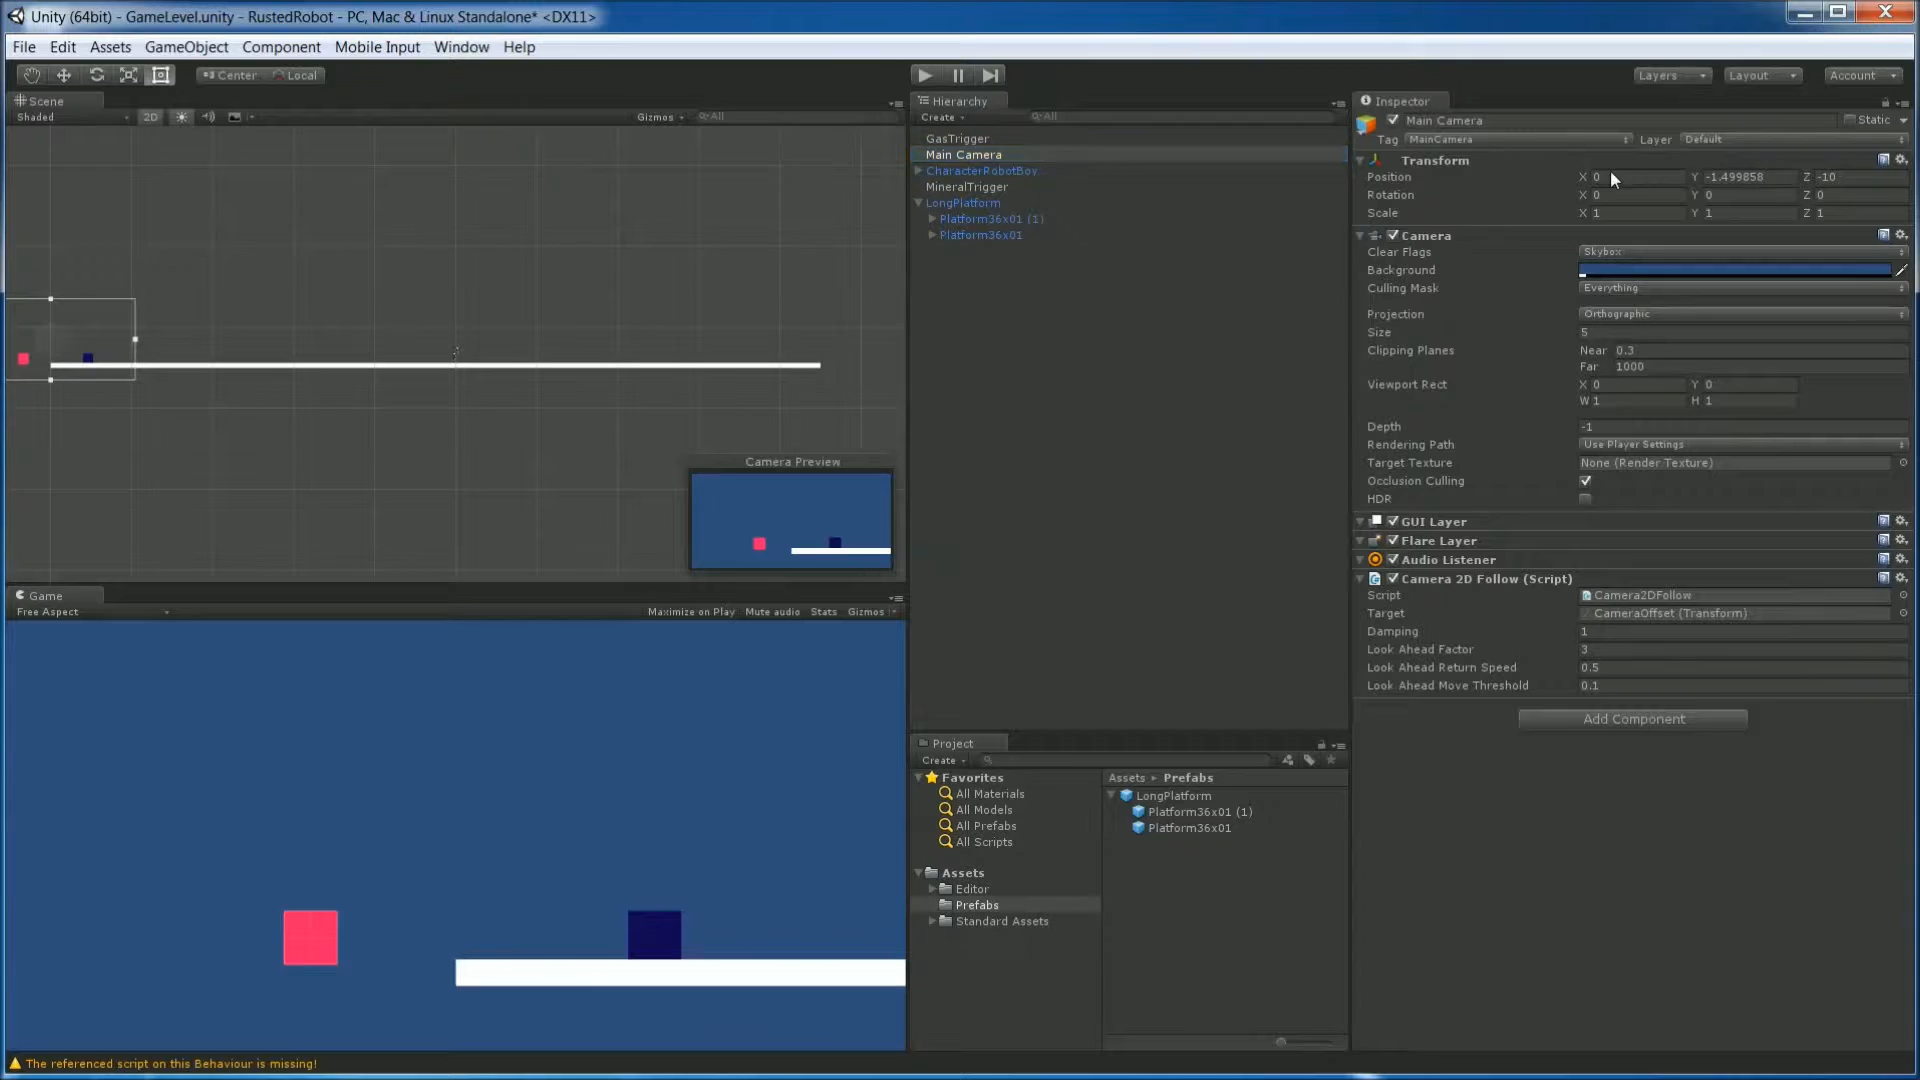 Unity (64bit) - GameLevel.unity - RustedRobot - PC, Mac & Linux Standalone* <DX11>
File Edit Assets GameObject Component Mobile Input Window Help
Center Local
Layers Layout Account
Scene
Shaded 2D Gizmos All
Camera Preview
Game
Free Aspect Maximize on Play Mute audio Stats Gizmos
Hierarchy
Create All
GasTrigger
Main Camera
CharacterRobotBoy
MineralTrigger
LongPlatform
Platform36x01 (1)
Platform36x01
Project
Create
Favorites
All Materials
All Models
All Prefabs
All Scripts
Assets
Editor
Prefabs
Standard Assets
Assets Prefabs
LongPlatform
Platform36x01 (1)
Platform36x01
Inspector
Main Camera Static
Tag MainCamera Layer Default
Transform
Position X 0 Y -1.499858 Z -10
Rotation X 0 Y 0 Z 0
Scale X 1 Y 1 Z 1
Camera
Clear Flags Skybox
Background
Culling Mask Everything
Projection Orthographic
Size 5
Clipping Planes Near 0.3
Far 1000
Viewport Rect X 0 Y 0
W 1 H 1
Depth -1
Rendering Path Use Player Settings
Target Texture None (Render Texture)
Occlusion Culling
HDR
GUI Layer
Flare Layer
Audio Listener
Camera 2D Follow (Script)
Script Camera2DFollow
Target CameraOffset (Transform)
Damping 1
Look Ahead Factor 3
Look Ahead Return Speed 0.5
Look Ahead Move Threshold 0.1
Add Component
The referenced script on this Behaviour is missing!